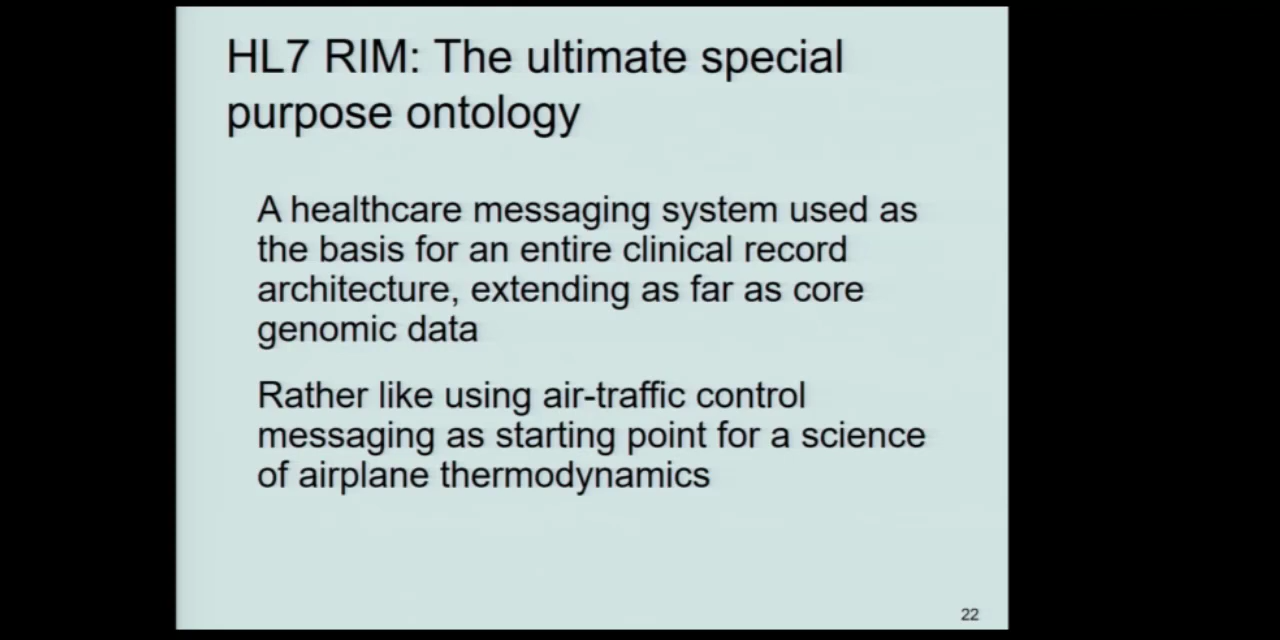 HL7 RIM: The ultimate special
purpose ontology
A healthcare messaging system used as
the basis for an entire clinical record
architecture, extending as far as core
genomic data
Rather like using air-traffic control
messaging as starting point for a science
of airplane thermodynamics
22